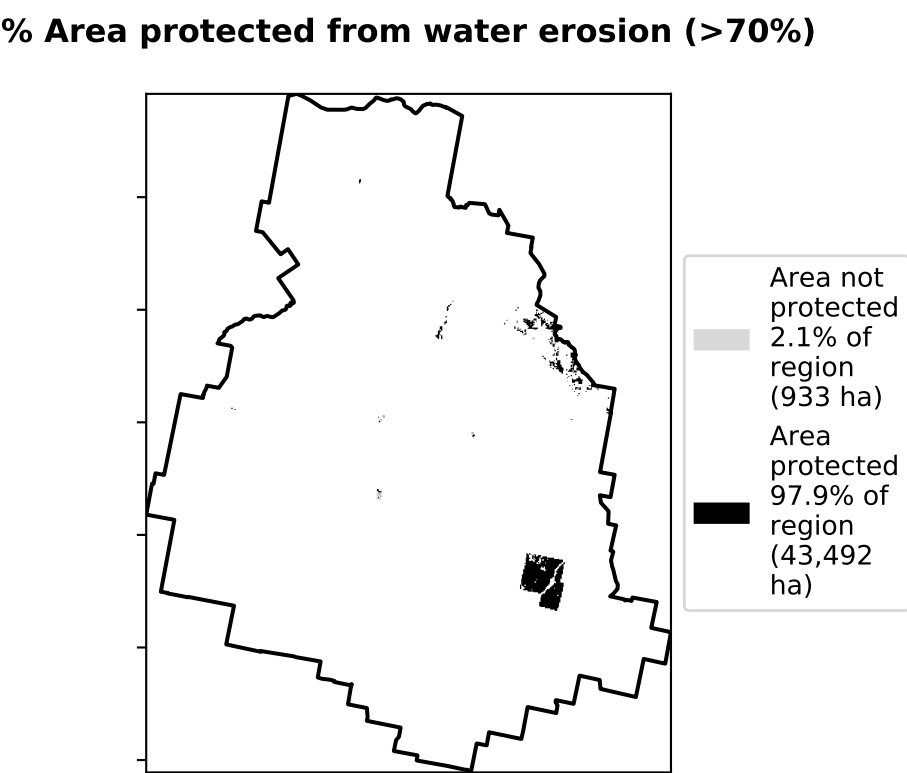 % Area protected from water erosion (>70%)
Area not
protected
2.1% of
region
(933 ha)
Area
protected
97.9% of
region
(43,492
ha)